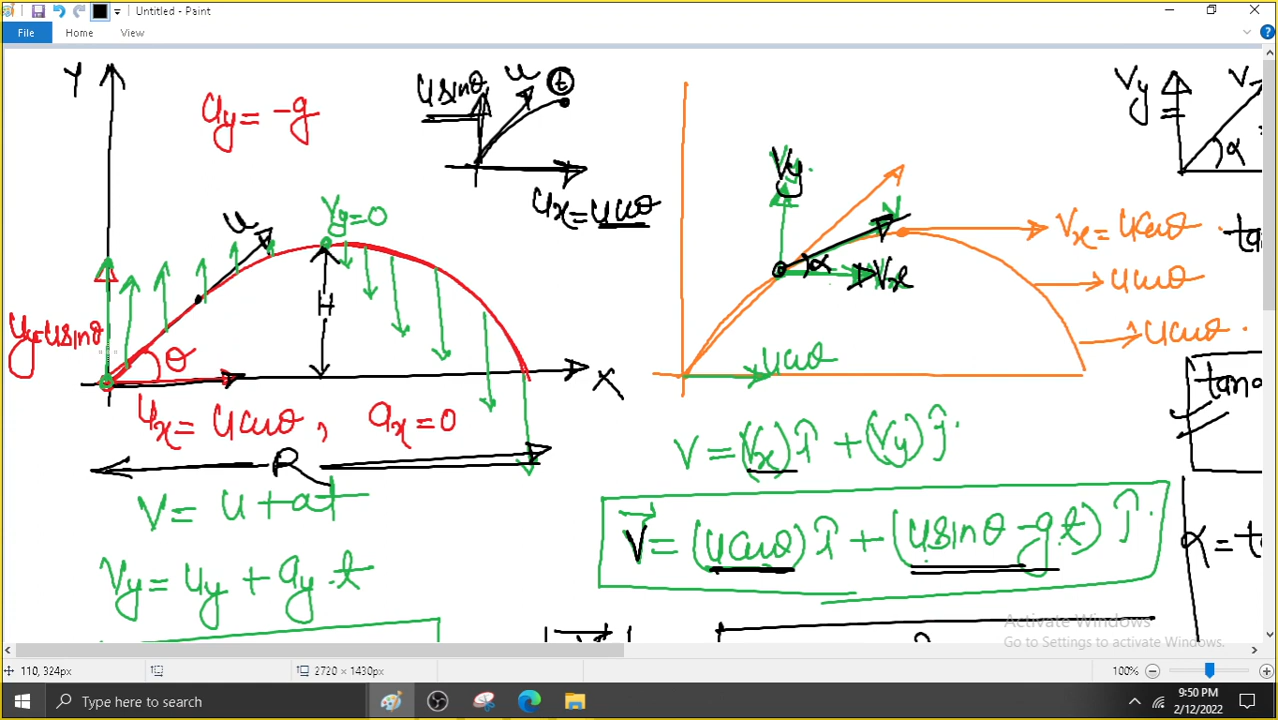 Untitled - Paint
File Home View
Y
ay = -g
u
Vy=0
H
uy=usinθ
θ
X
ux = ucosθ, ax = 0
R
V = u + at
Vy = uy + ay.t
usinθ
u
t
ux = ucosθ
Vy
V
α
Vx
Vx = ucosθ
ucosθ
ucosθ
ucosθ
V = (Vx)î + (Vy)ĵ
V⃗ = (ucosθ)î + (usinθ - gt)ĵ
Vy
V
α
tan
α = t
Activate Windows
Go to Settings to activate Windows.
110, 324px
2720 × 1430px
100%
Type here to search
9:50 PM
2/12/2022